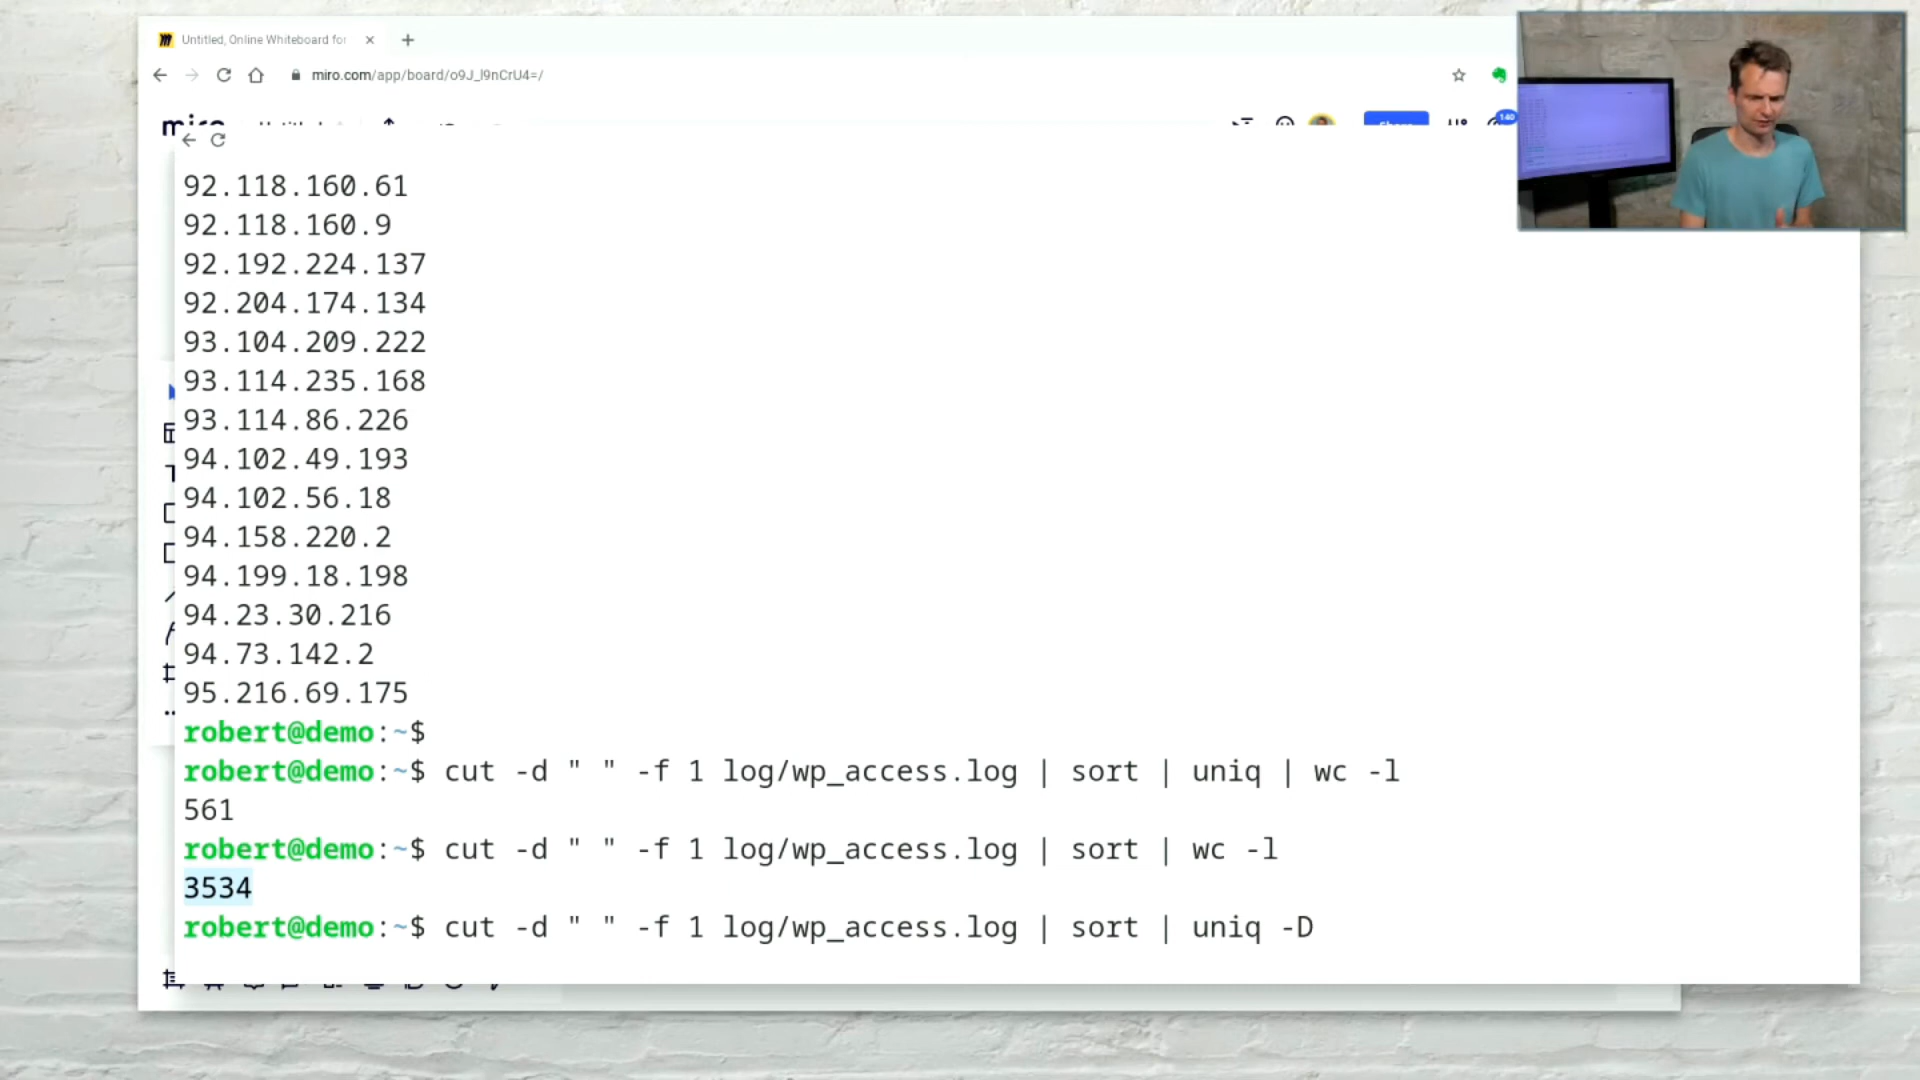 Untitled, Online Whiteboard for
miro.com/app/board/o9J_l9nCrU4=/
miro
140
92.118.160.61
92.118.160.9
92.192.224.137
92.204.174.134
93.104.209.222
93.114.235.168
93.114.86.226
94.102.49.193
94.102.56.18
94.158.220.2
94.199.18.198
94.23.30.216
94.73.142.2
95.216.69.175
robert@demo:~$
robert@demo:~$ cut -d " " -f 1 log/wp_access.log | sort | uniq | wc -l
561
robert@demo:~$ cut -d " " -f 1 log/wp_access.log | sort | wc -l
3534
robert@demo:~$ cut -d " " -f 1 log/wp_access.log | sort | uniq -D